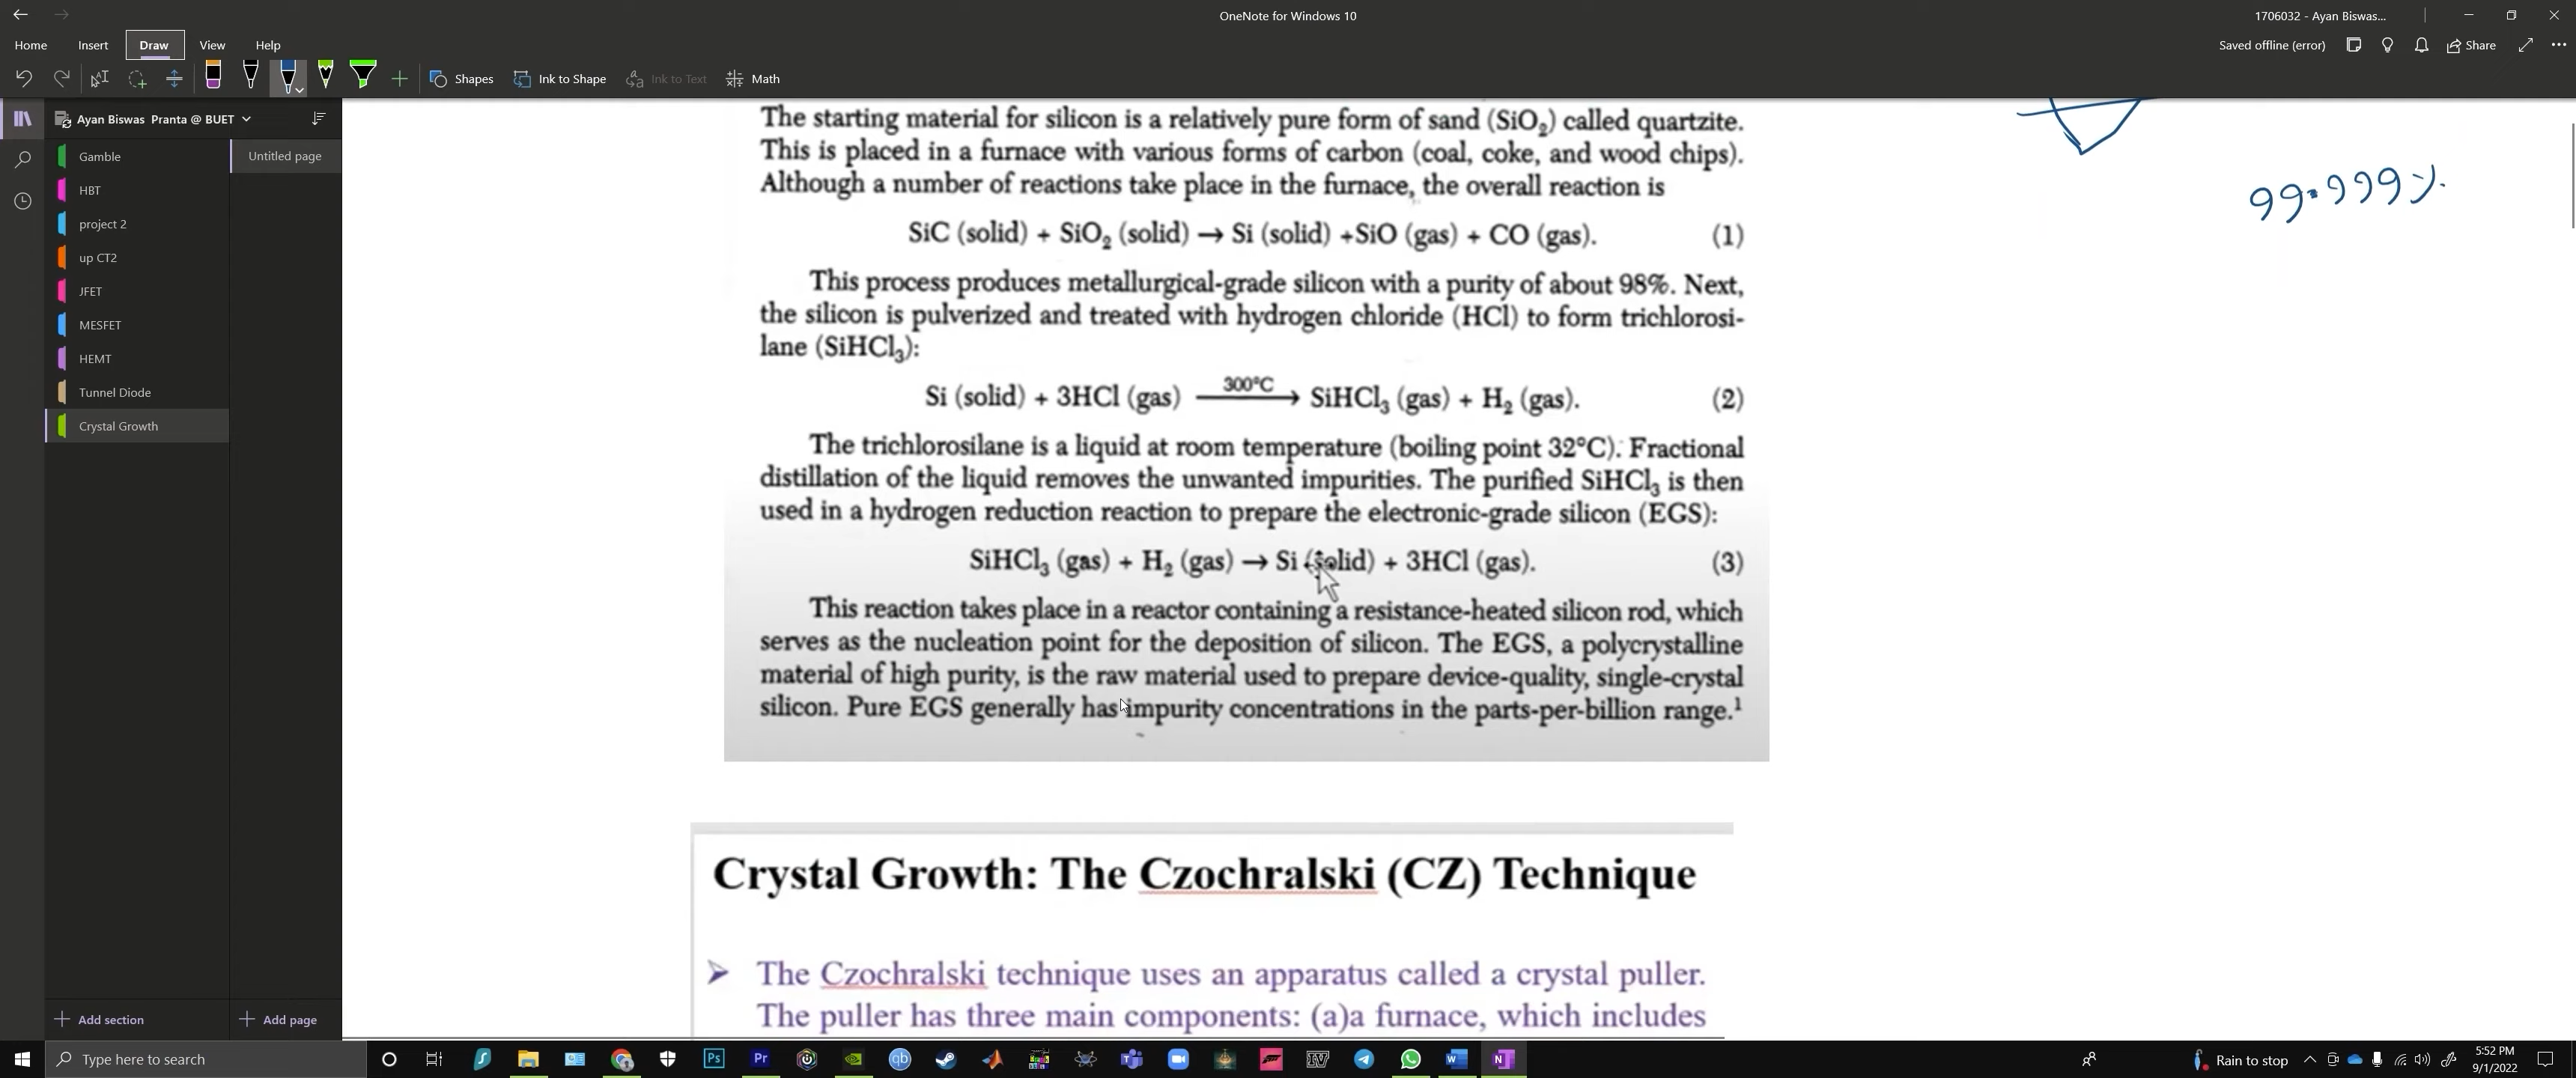 OneNote for Windows 10
1706032 - Ayan Biswas...
Home Insert Draw View Help
Saved offline (error) Share
Shapes Ink to Shape Ink to Text Math
Ayan Biswas Pranta @ BUET
Gamble
HBT
project 2
up CT2
JFET
MESFET
HEMT
Tunnel Diode
Crystal Growth
Untitled page
The starting material for silicon is a relatively pure form of sand (SiO₂) called quartzite.
This is placed in a furnace with various forms of carbon (coal, coke, and wood chips).
Although a number of reactions take place in the furnace, the overall reaction is
SiC (solid) + SiO₂ (solid) → Si (solid) +SiO (gas) + CO (gas). (1)
This process produces metallurgical-grade silicon with a purity of about 98%. Next,
the silicon is pulverized and treated with hydrogen chloride (HCl) to form trichlorosi-
lane (SiHCl₃):
Si (solid) + 3HCl (gas) 300°C → SiHCl₃ (gas) + H₂ (gas). (2)
The trichlorosilane is a liquid at room temperature (boiling point 32°C). Fractional
distillation of the liquid removes the unwanted impurities. The purified SiHCl₃ is then
used in a hydrogen reduction reaction to prepare the electronic-grade silicon (EGS):
SiHCl₃ (gas) + H₂ (gas) → Si (solid) + 3HCl (gas). (3)
This reaction takes place in a reactor containing a resistance-heated silicon rod, which
serves as the nucleation point for the deposition of silicon. The EGS, a polycrystalline
material of high purity, is the raw material used to prepare device-quality, single-crystal
silicon. Pure EGS generally has impurity concentrations in the parts-per-billion range.¹
99.999%
Crystal Growth: The Czochralski (CZ) Technique
➢ The Czochralski technique uses an apparatus called a crystal puller.
The puller has three main components: (a)a furnace, which includes
Add section
Add page
Type here to search
Rain to stop
5:52 PM
9/1/2022